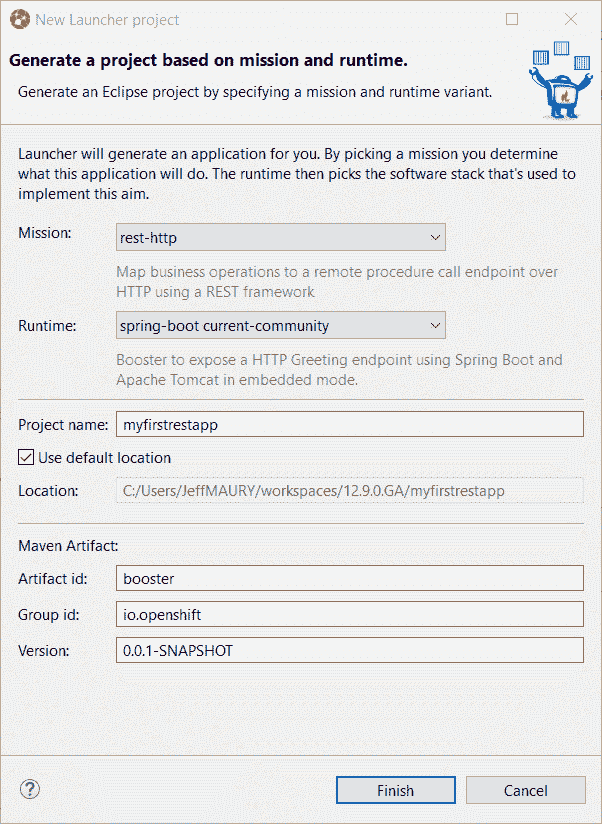 New Launcher project
Generate a project based on mission and runtime.
Generate an Eclipse project by specifying a mission and runtime variant.
Launcher will generate an application for you. By picking a mission you determine
what this application will do. The runtime then picks the software stack that's used to
implement this aim.
Mission: rest-http
Map business operations to a remote procedure call endpoint over
HTTP using a REST framework
Runtime: spring-boot current-community
Booster to expose a HTTP Greeting endpoint using Spring Boot and
Apache Tomcat in embedded mode.
Project name: myfirstrestapp
Use default location
Location: C:/Users/JeffMAURY/workspaces/12.9.0.GA/myfirstrestapp
Maven Artifact:
Artifact id: booster
Group id: io.openshift
Version: 0.0.1-SNAPSHOT
? Finish Cancel